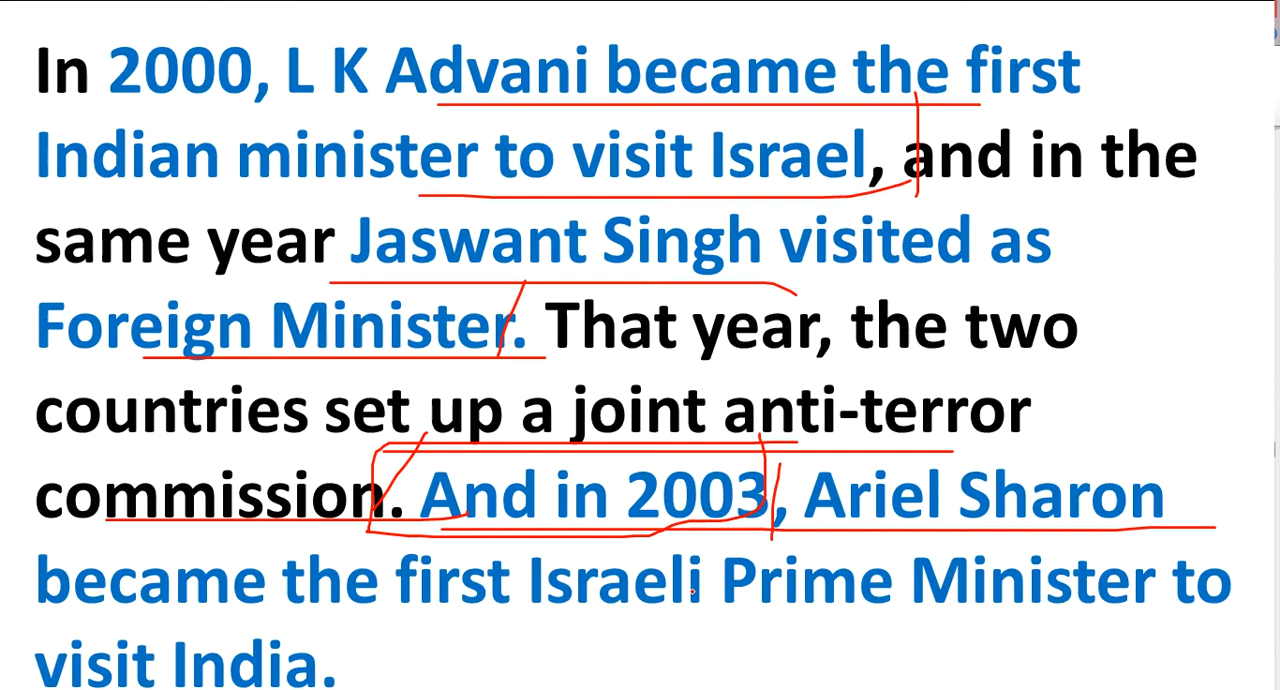 In 2000, L K Advani became the first
Indian minister to visit Israel, and in the
same year Jaswant Singh visited as
Foreign Minister. That year, the two
countries set up a joint anti-terror
commission. And in 2003, Ariel Sharon
became the first Israeli Prime Minister to
visit India.